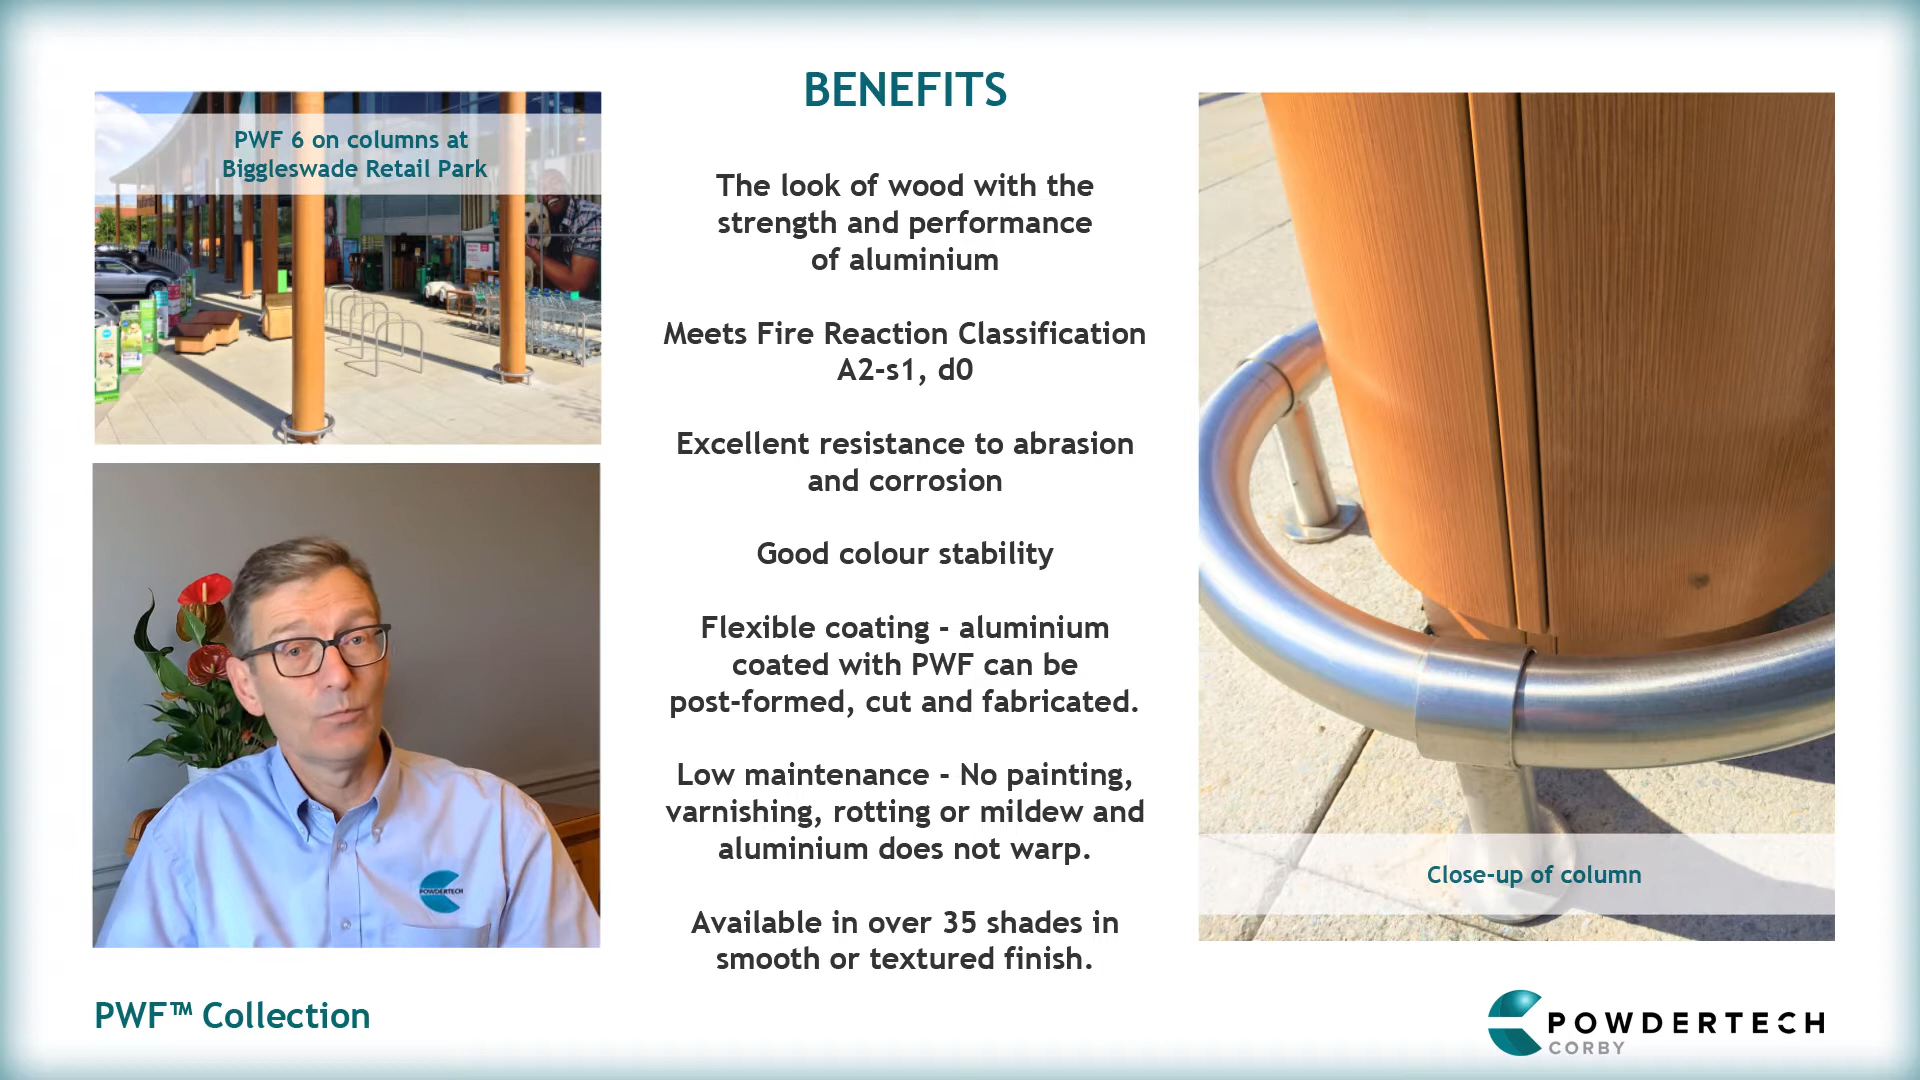 BENEFITS
PWF 6 on columns at
Biggleswade Retail Park
The look of wood with the
strength and performance
of aluminium
Meets Fire Reaction Classification
A2-s1, d0
Excellent resistance to abrasion
and corrosion
Good colour stability
Flexible coating - aluminium
coated with PWF can be
post-formed, cut and fabricated.
Low maintenance - No painting,
varnishing, rotting or mildew and
aluminium does not warp.
Available in over 35 shades in
smooth or textured finish.
POWDERTECH
Close-up of column
PWF™ Collection
POWDERTECH
CORBY